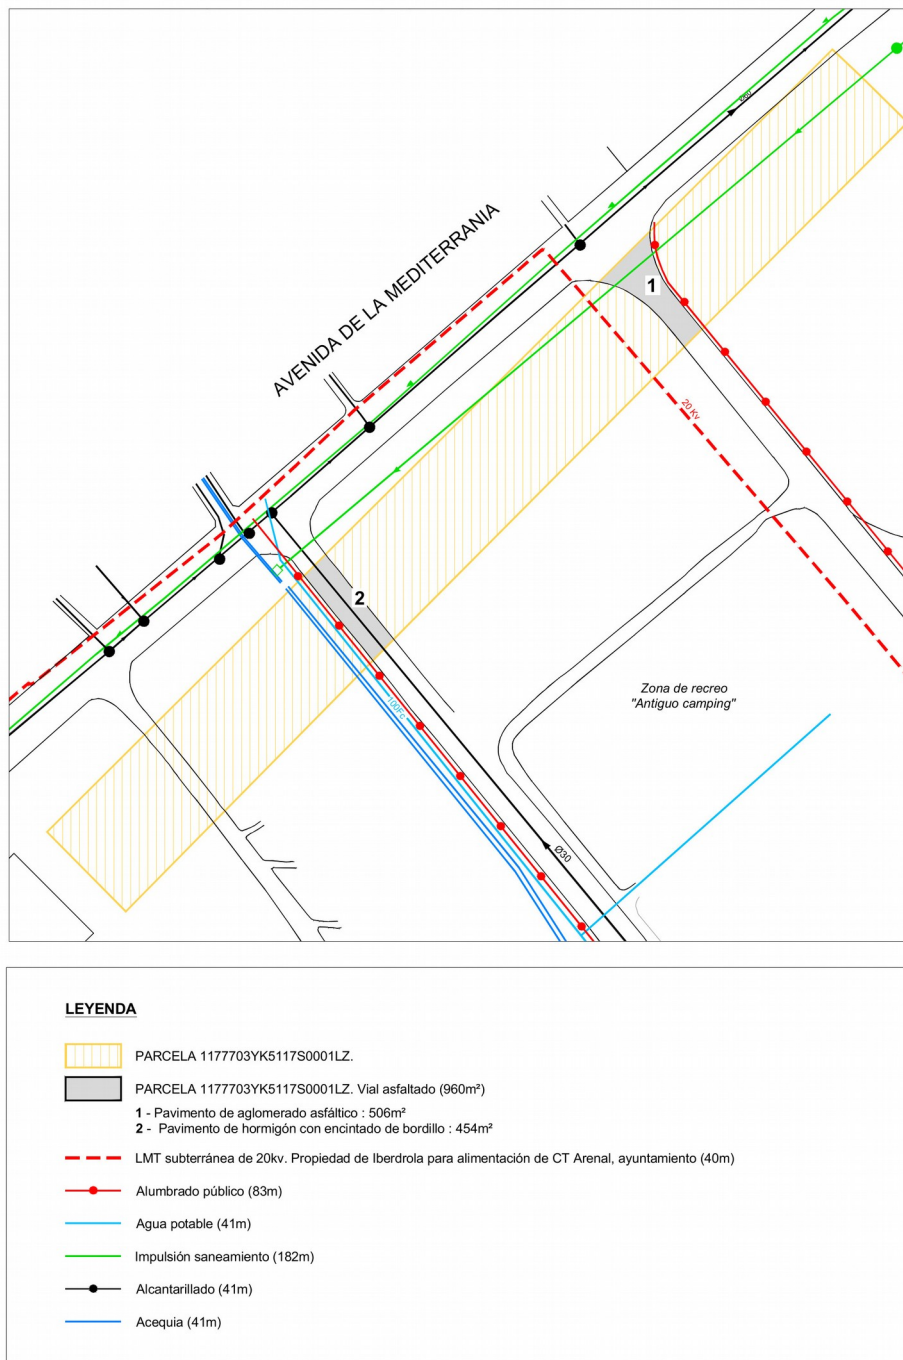 Ø60
AVENIDA DE LA MEDITERRANIA
1
20 Kv
2
Zona de recreo
"Antiguo camping"
100Fc
Ø30
LEYENDA
PARCELA 1177703YK5117S0001LZ.
PARCELA 1177703YK5117S0001LZ. Vial asfaltado (960m²)
1 - Pavimento de aglomerado asfáltico : 506m²
2 - Pavimento de hormigón con encintado de bordillo : 454m²
LMT subterránea de 20kv. Propiedad de Iberdrola para alimentación de CT Arenal, ayuntamiento (40m)
Alumbrado público (83m)
Agua potable (41m)
Impulsión saneamiento (182m)
Alcantarillado (41m)
Acequia (41m)